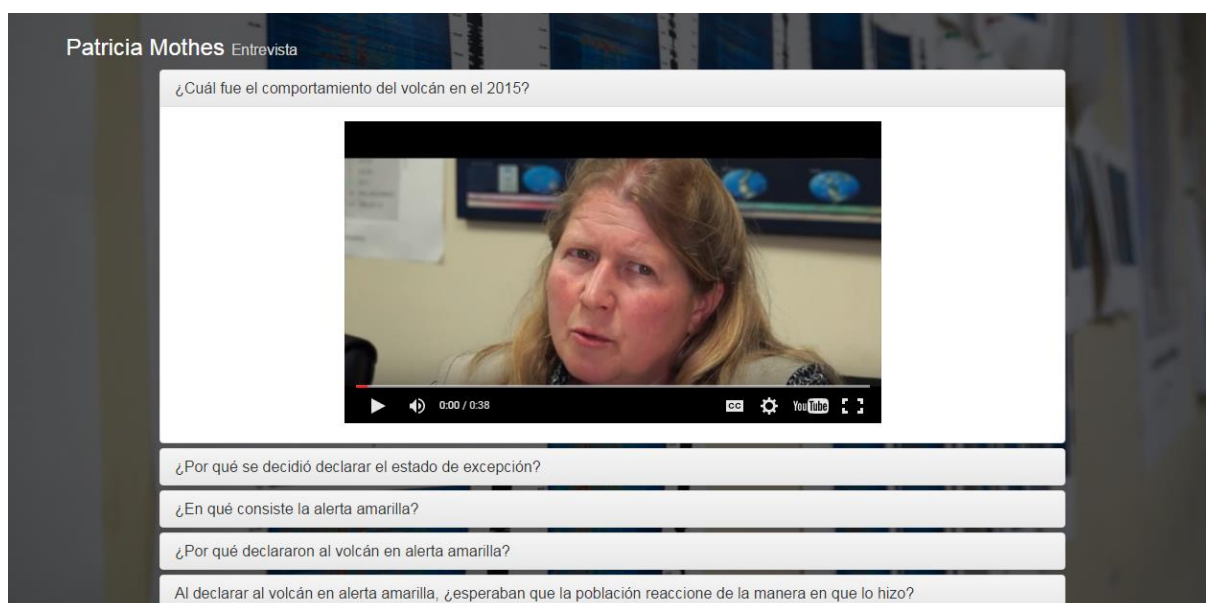 Patricia Mothes Entrevista
¿Cuál fue el comportamiento del volcán en el 2015?
0:00 / 0:38
CC
YouTube
¿Por qué se decidió declarar el estado de excepción?
¿En qué consiste la alerta amarilla?
¿Por qué declararon al volcán en alerta amarilla?
Al declarar al volcán en alerta amarilla, ¿esperaban que la población reaccione de la manera en que lo hizo?